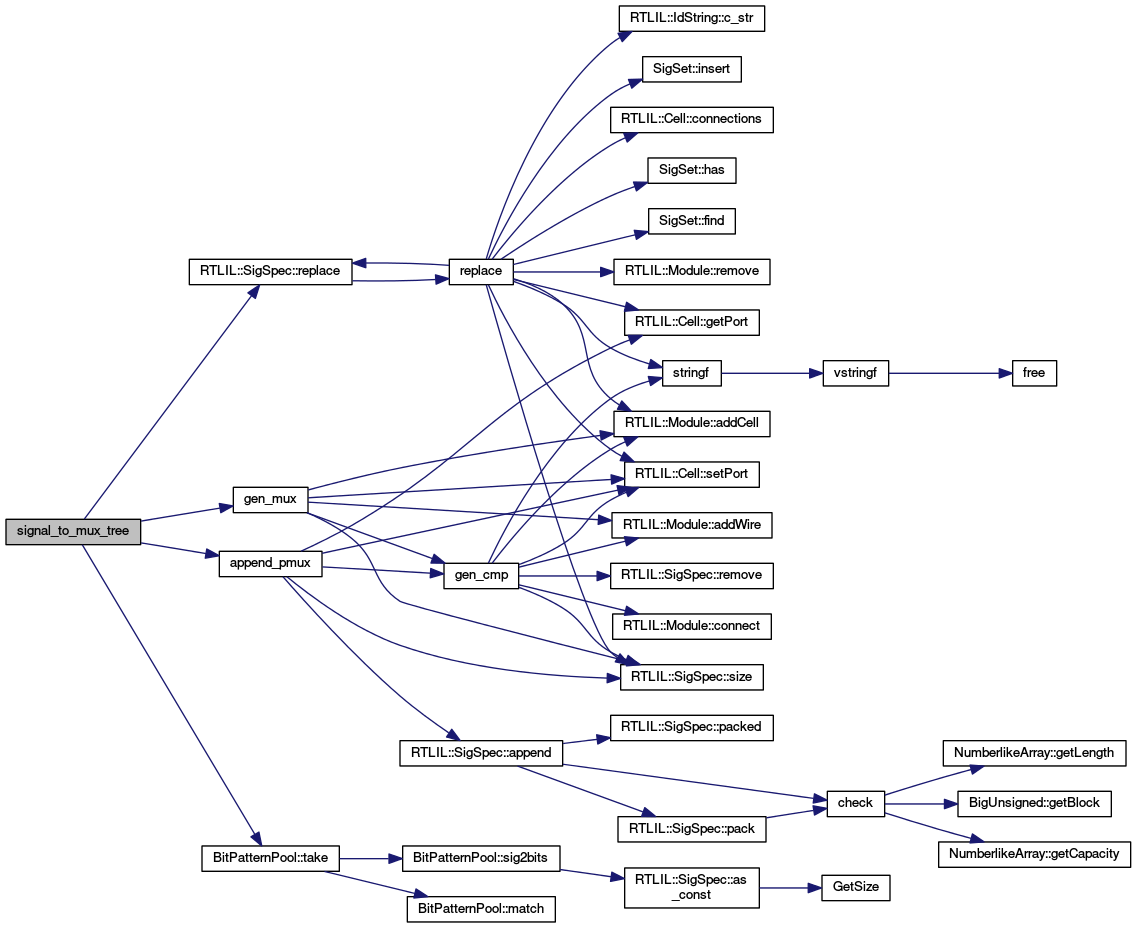 RTLIL::IdString::c_str
SigSet::insert
RTLIL::Cell::connections
SigSet::has
SigSet::find
RTLIL::SigSpec::replace
replace
RTLIL::Module::remove
RTLIL::Cell::getPort
stringf
vstringf
free
RTLIL::Module::addCell
RTLIL::Cell::setPort
gen_mux
signal_to_mux_tree
RTLIL::Module::addWire
append_pmux
gen_cmp
RTLIL::SigSpec::remove
RTLIL::Module::connect
RTLIL::SigSpec::size
RTLIL::SigSpec::packed
RTLIL::SigSpec::append
NumberlikeArray::getLength
check
BigUnsigned::getBlock
RTLIL::SigSpec::pack
NumberlikeArray::getCapacity
BitPatternPool::take
BitPatternPool::sig2bits
RTLIL::SigSpec::as
_const
GetSize
BitPatternPool::match